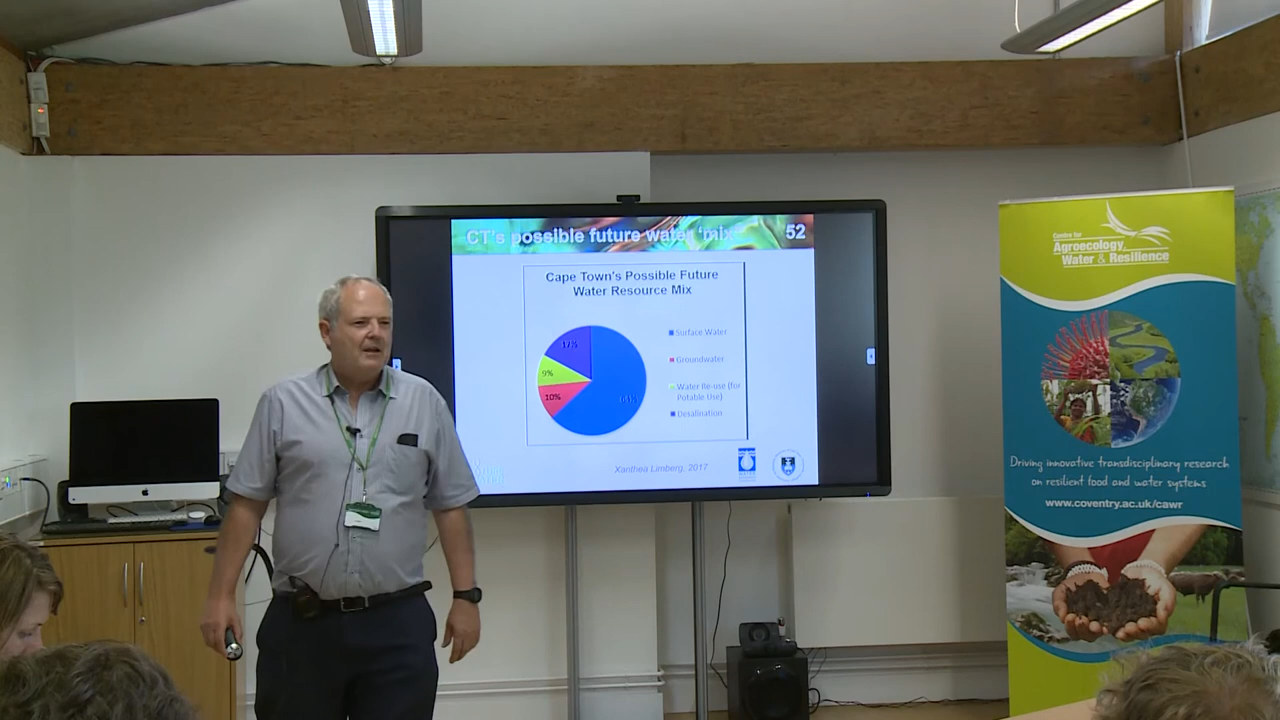 CT's possible future water 'mix'
52
Cape Town's Possible Future
Water Resource Mix
17%
9%
10%
64%
Surface Water
Groundwater
Water Re-use (for
Potable Use)
Desalination
Xanthea Limberg, 2017
Centre for
Agroecology,
Water & Resilience
Driving innovative transdisciplinary research
on resilient food and water systems
www.coventry.ac.uk/cawr